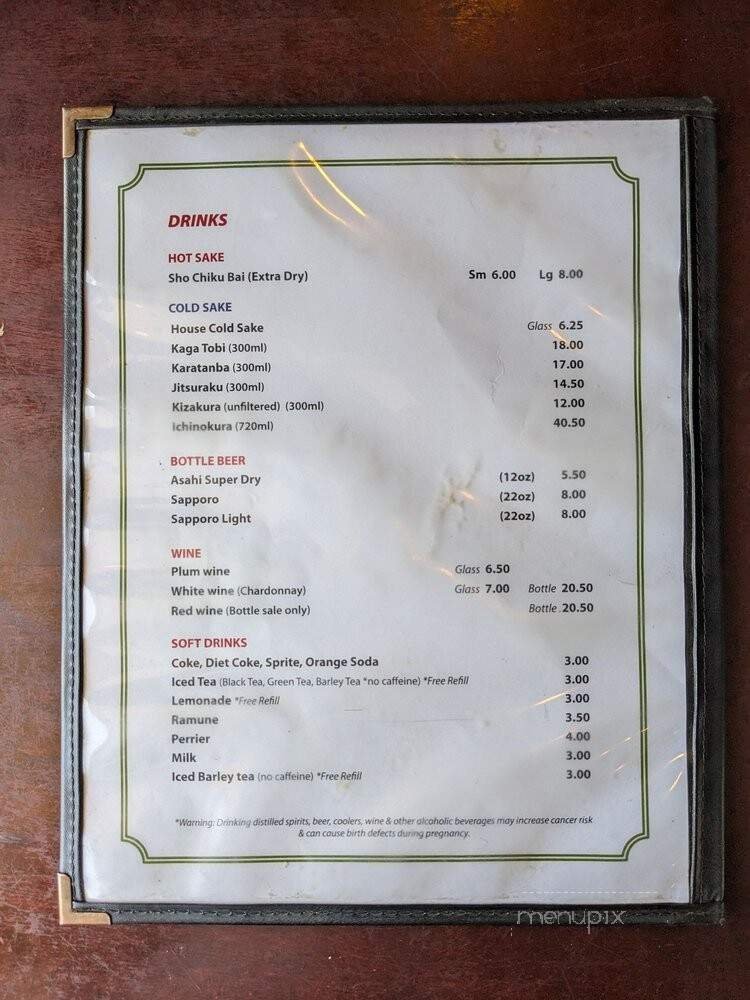 DRINKS
HOT SAKE
Sho Chiku Bai (Extra Dry) Sm 6.00 Lg 8.00
COLD SAKE
House Cold Sake Glass 6.25
Kaga Tobi (300ml) 18.00
Karatanba (300ml) 17.00
Jitsuraku (300ml) 14.50
Kizakura (unfiltered) (300ml) 12.00
Ichinokura (720ml) 40.50
BOTTLE BEER
Asahi Super Dry (12oz) 5.50
Sapporo (22oz) 8.00
Sapporo Light (22oz) 8.00
WINE
Plum wine Glass 6.50
White wine (Chardonnay) Glass 7.00 Bottle 20.50
Red wine (Bottle sale only) Bottle 20.50
SOFT DRINKS
Coke, Diet Coke, Sprite, Orange Soda 3.00
Iced Tea (Black Tea, Green Tea, Barley Tea *no caffeine) *Free Refill 3.00
Lemonade *Free Refill 3.00
Ramune 3.50
Perrier 4.00
Milk 3.00
Iced Barley tea (no caffeine) *Free Refill 3.00
*Warning: Drinking distilled spirits, beer, coolers, wine & other alcoholic beverages may increase cancer risk
& can cause birth defects during pregnancy.
menupix